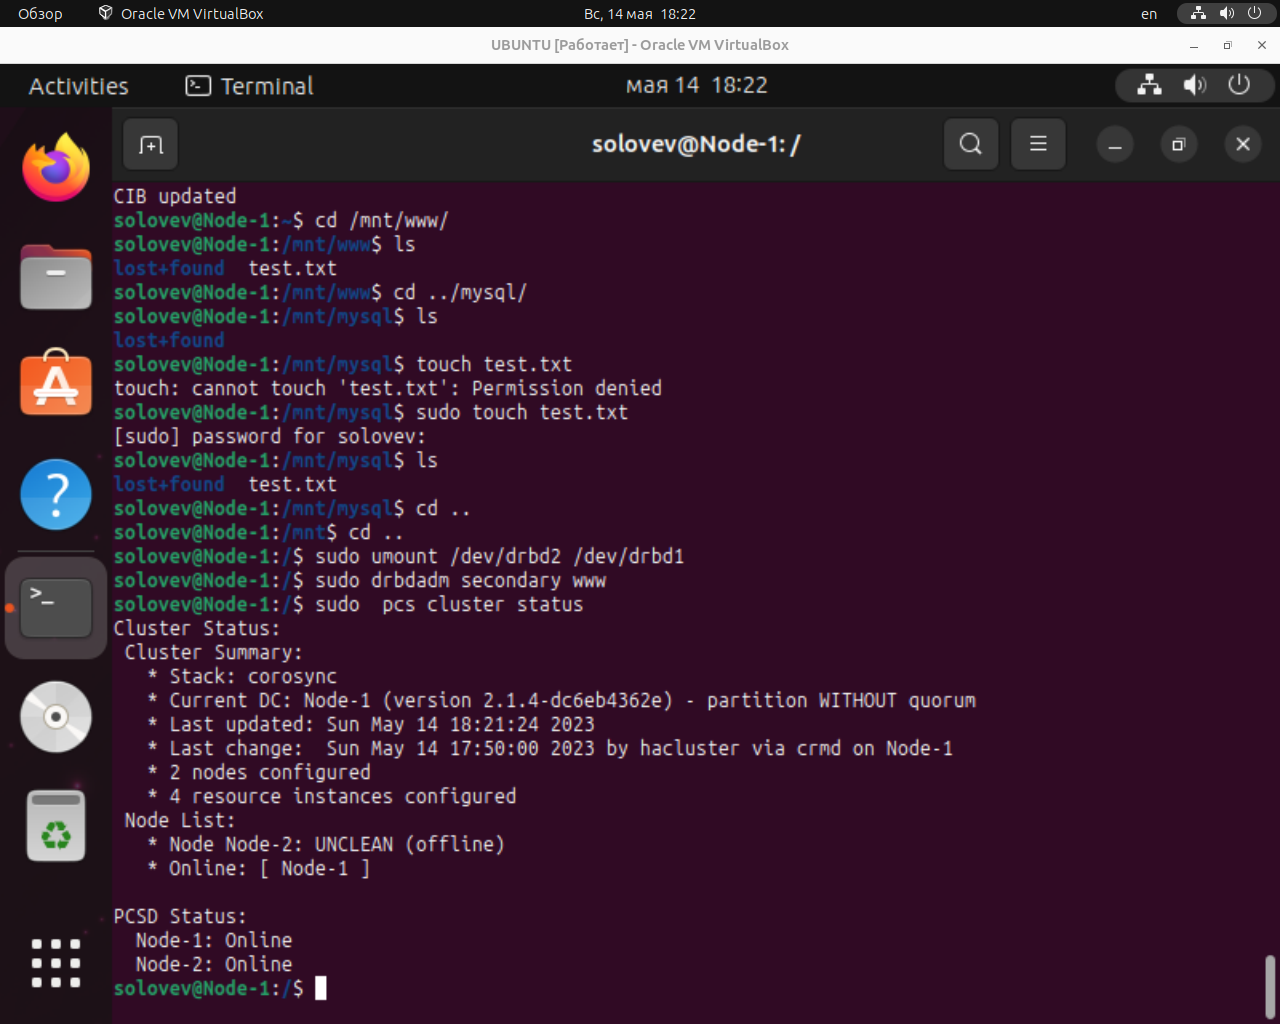 Обзор
Oracle VM VirtualBox
Вс, 14 мая 18:22
en
UBUNTU [Работает] - Oracle VM VirtualBox
Activities
Terminal
мая 14 18:22
solovev@Node-1: /
CIB updated
solovev@Node-1:~$ cd /mnt/www/
solovev@Node-1:/mnt/www$ ls
lost+found  test.txt
solovev@Node-1:/mnt/www$ cd ../mysql/
solovev@Node-1:/mnt/mysql$ ls
lost+found
solovev@Node-1:/mnt/mysql$ touch test.txt
touch: cannot touch 'test.txt': Permission denied
solovev@Node-1:/mnt/mysql$ sudo touch test.txt
[sudo] password for solovev:
solovev@Node-1:/mnt/mysql$ ls
lost+found  test.txt
solovev@Node-1:/mnt/mysql$ cd ..
solovev@Node-1:/mnt$ cd ..
solovev@Node-1:/$ sudo umount /dev/drbd2 /dev/drbd1
solovev@Node-1:/$ sudo drbdadm secondary www
solovev@Node-1:/$ sudo  pcs cluster status
Cluster Status:
 Cluster Summary:
   * Stack: corosync
   * Current DC: Node-1 (version 2.1.4-dc6eb4362e) - partition WITHOUT quorum
   * Last updated: Sun May 14 18:21:24 2023
   * Last change:  Sun May 14 17:50:00 2023 by hacluster via crmd on Node-1
   * 2 nodes configured
   * 4 resource instances configured
 Node List:
   * Node Node-2: UNCLEAN (offline)
   * Online: [ Node-1 ]
PCSD Status:
  Node-1: Online
  Node-2: Online
solovev@Node-1:/$